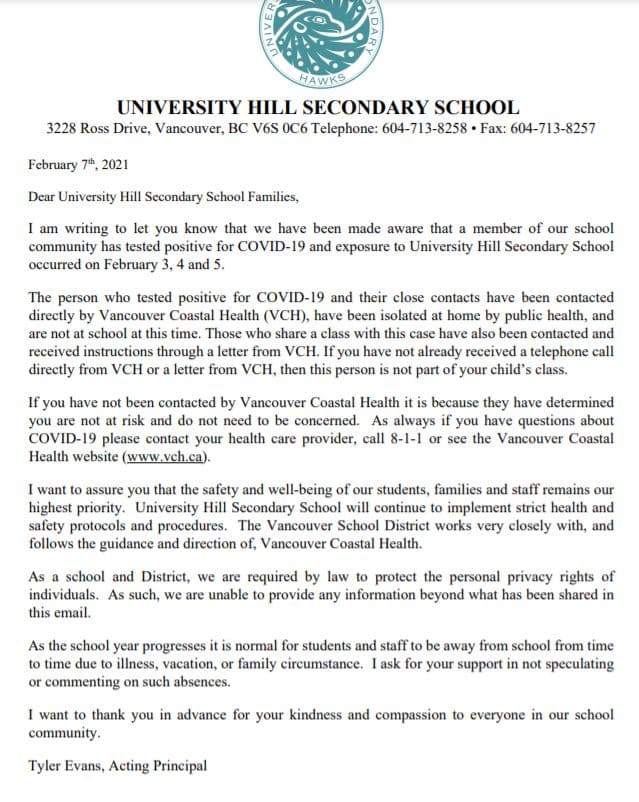 UNIVER
ONDARY
HAWKS
UNIVERSITY HILL SECONDARY SCHOOL
3228 Ross Drive, Vancouver, BC V6S 0C6 Telephone: 604-713-8258 • Fax: 604-713-8257
February 7th, 2021
Dear University Hill Secondary School Families,
I am writing to let you know that we have been made aware that a member of our school
community has tested positive for COVID-19 and exposure to University Hill Secondary School
occurred on February 3, 4 and 5.
The person who tested positive for COVID-19 and their close contacts have been contacted
directly by Vancouver Coastal Health (VCH), have been isolated at home by public health, and
are not at school at this time. Those who share a class with this case have also been contacted and
received instructions through a letter from VCH. If you have not already received a telephone call
directly from VCH or a letter from VCH, then this person is not part of your child’s class.
If you have not been contacted by Vancouver Coastal Health it is because they have determined
you are not at risk and do not need to be concerned. As always if you have questions about
COVID-19 please contact your health care provider, call 8-1-1 or see the Vancouver Coastal
Health website (www.vch.ca).
I want to assure you that the safety and well-being of our students, families and staff remains our
highest priority. University Hill Secondary School will continue to implement strict health and
safety protocols and procedures. The Vancouver School District works very closely with, and
follows the guidance and direction of, Vancouver Coastal Health.
As a school and District, we are required by law to protect the personal privacy rights of
individuals. As such, we are unable to provide any information beyond what has been shared in
this email.
As the school year progresses it is normal for students and staff to be away from school from time
to time due to illness, vacation, or family circumstance. I ask for your support in not speculating
or commenting on such absences.
I want to thank you in advance for your kindness and compassion to everyone in our school
community.
Tyler Evans, Acting Principal